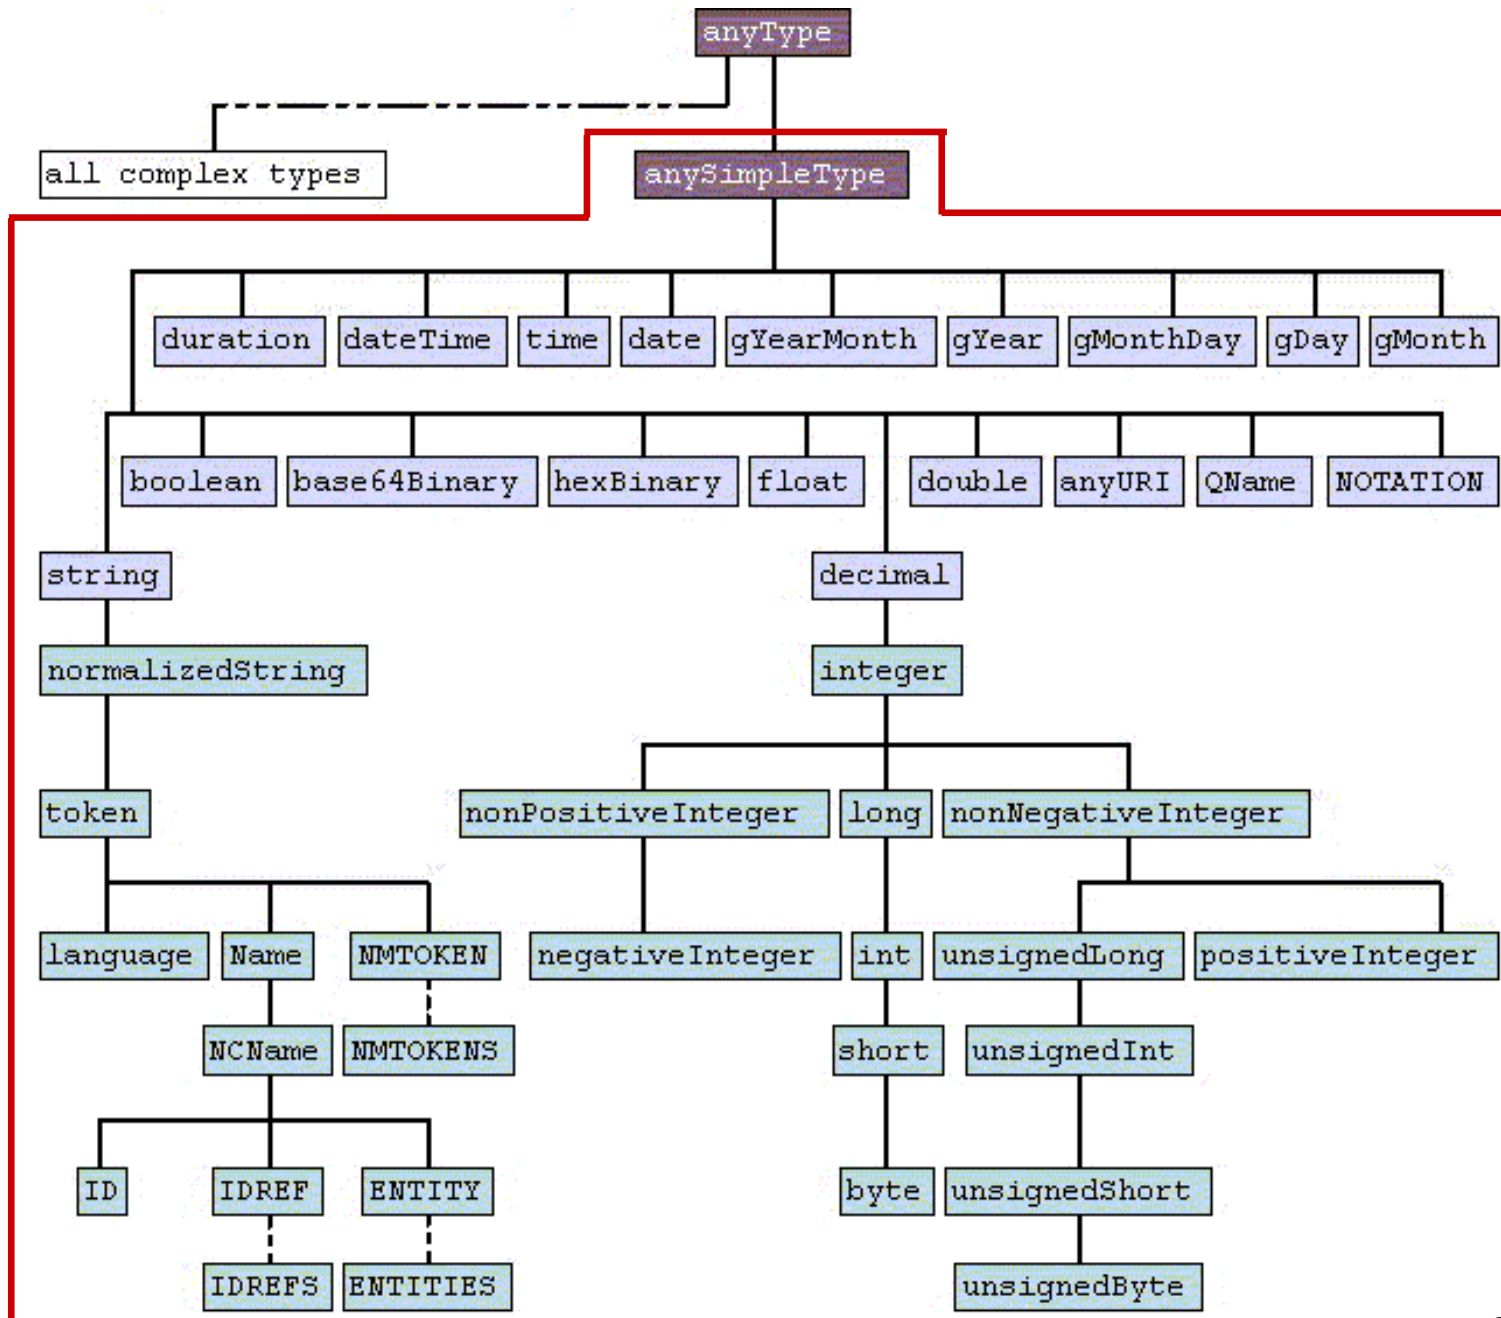 anyType
all complex types
anySimpleType
duration dateTime time date gYearMonth gYear gMonthDay gDay gMonth
boolean base64Binary hexBinary float double anyURI QName NOTATION
string decimal
normalizedString integer
token nonPositiveInteger long nonNegativeInteger
language Name NMTOKEN negativeInteger int unsignedLong positiveInteger
NCName NMTOKENS short unsignedInt
ID IDREF ENTITY byte unsignedShort
IDREFS ENTITIES unsignedByte